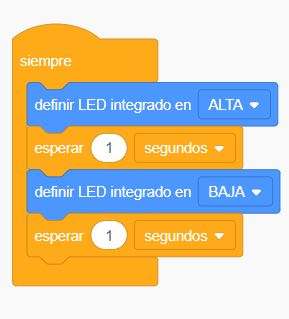 siempre
definir LED integrado en ALTA
esperar 1 segundos
definir LED integrado en BAJA
esperar 1 segundos